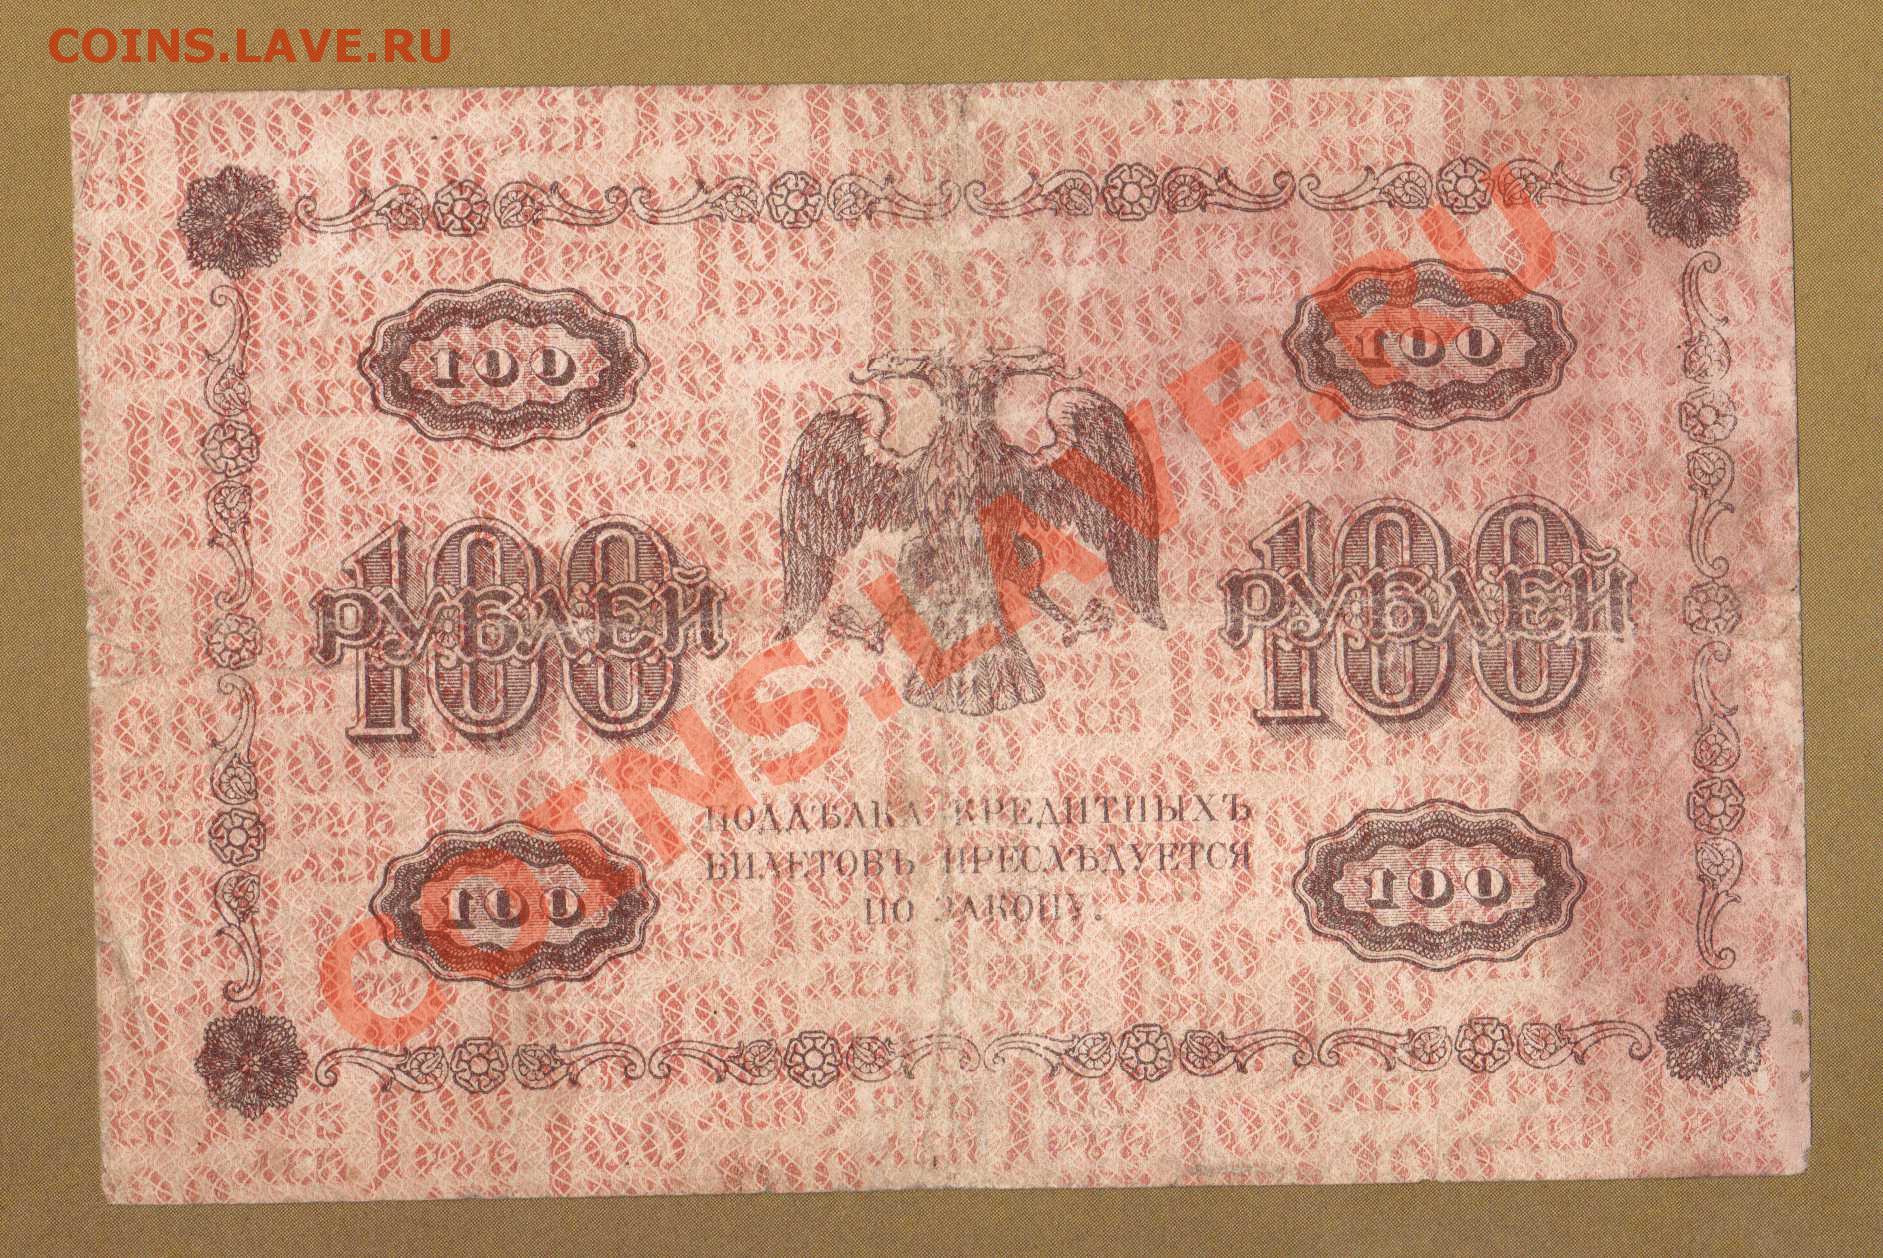 COINS.LAVE.RU
100
100
100
РУБЛЕЙ
100
РУБЛЕЙ
COINS.LAVE.RU
ПОДДѢЛКА КРЕДИТНЫХЪ
БИЛЕТОВЪ ПРЕСЛѢДУЕТСЯ
ПО ЗАКОНУ.
100
100